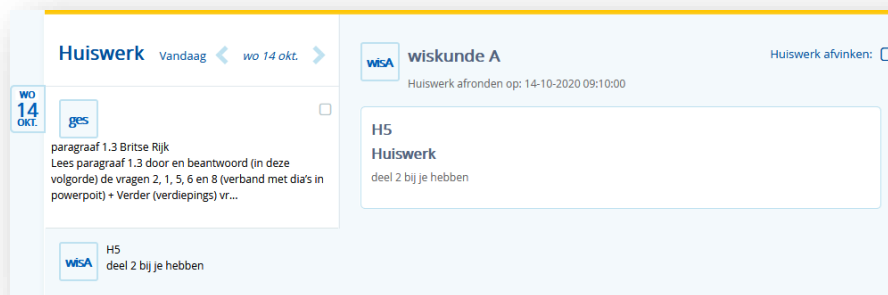 Huiswerk Vandaag wo 14 okt.
WO
14
OKT.
ges
paragraaf 1.3 Britse Rijk
Lees paragraaf 1.3 door en beantwoord (in deze
volgorde) de vragen 2, 1, 5, 6 en 8 (verband met dia's in
powerpoit) + Verder (verdiepings) vr...
wisA
H5
deel 2 bij je hebben
wisA
wiskunde A
Huiswerk afvinken:
Huiswerk afronden op: 14-10-2020 09:10:00
H5
Huiswerk
deel 2 bij je hebben